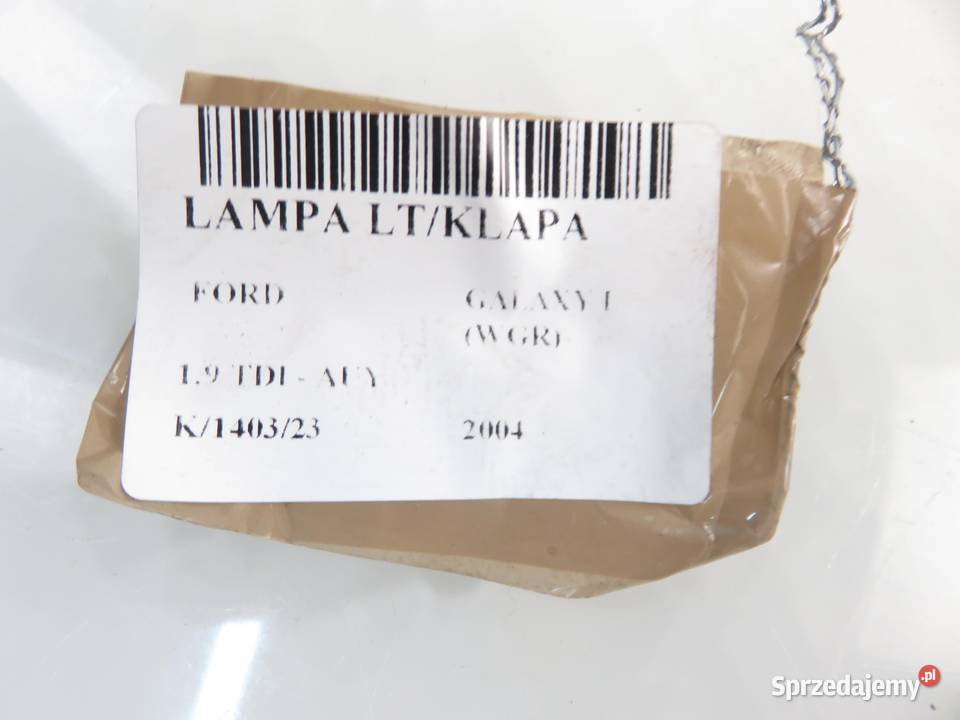 LAMPA LT/KLAPA
FORD GALAXY I
(WGR)
1.9 TDI - AUY
K/1403/23 2004
Sprzedajemy.pl